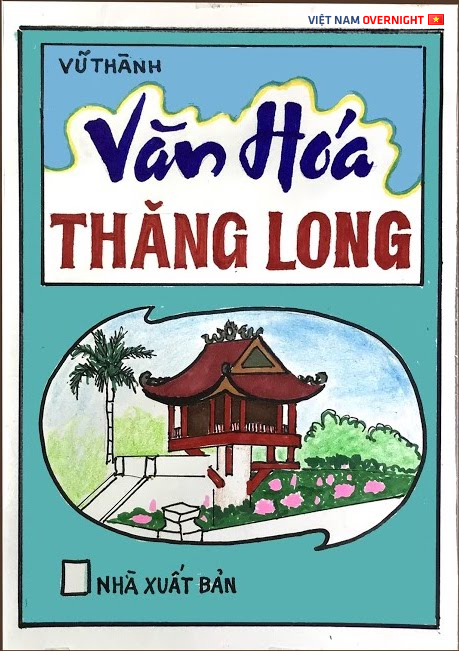 VIỆT NAM OVERNIGHT
VŨ THÀNH
Văn Hóa
THĂNG LONG
NHÀ XUẤT BẢN